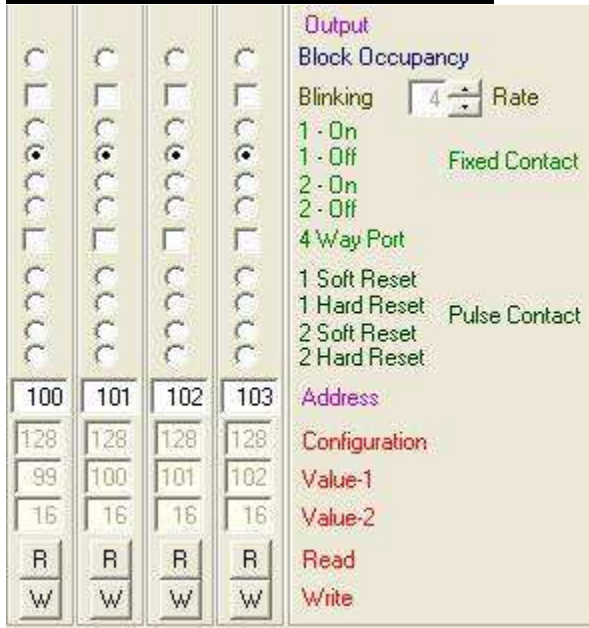 Output
Block Occupancy
Blinking 4 Rate
1 - On
1 - Off Fixed Contact
2 - On
2 - Off
4 Way Port
1 Soft Reset
1 Hard Reset Pulse Contact
2 Soft Reset
2 Hard Reset
100 101 102 103 Address
128 128 128 128 Configuration
99 100 101 102 Value-1
16 16 16 16 Value-2
R R R R Read
W W W W Write